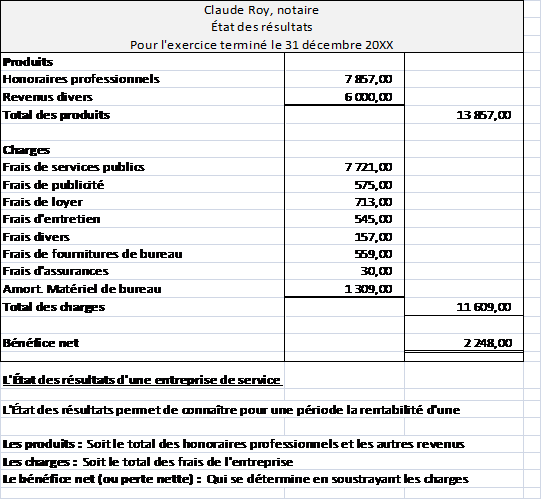 Claude Roy, notaire
État des résultats
Pour l'exercice terminé le 31 décembre 20XX
Produits
Honoraires professionnels 7 857,00
Revenus divers 6 000,00
Total des produits 13 857,00
Charges
Frais de services publics 7 721,00
Frais de publicité 575,00
Frais de loyer 713,00
Frais d'entretien 545,00
Frais divers 157,00
Frais de fournitures de bureau 559,00
Frais d'assurances 30,00
Amort. Matériel de bureau 1 309,00
Total des charges 11 609,00
Bénéfice net 2 248,00
L'État des résultats d'une entreprise de service
L'État des résultats permet de connaître pour une période la rentabilité d'une
Les produits : Soit le total des honoraires professionnels et les autres revenus
Les charges : Soit le total des frais de l'entreprise
Le bénéfice net (ou perte nette) : Qui se détermine en soustrayant les charges